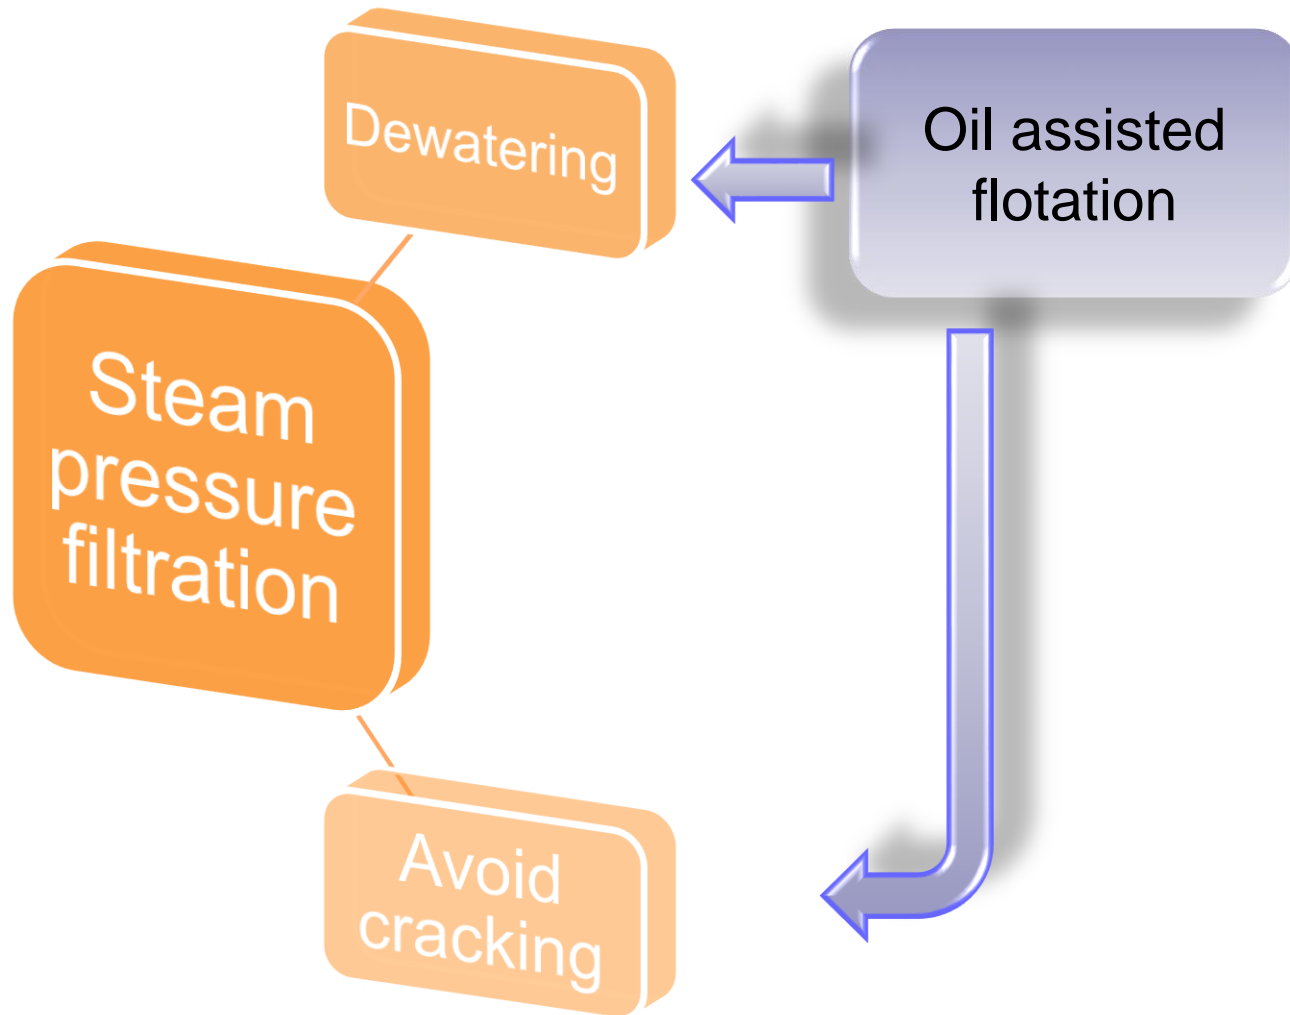 Dewatering
Oil assisted
flotation
Steam
pressure
filtration
Avoid
cracking